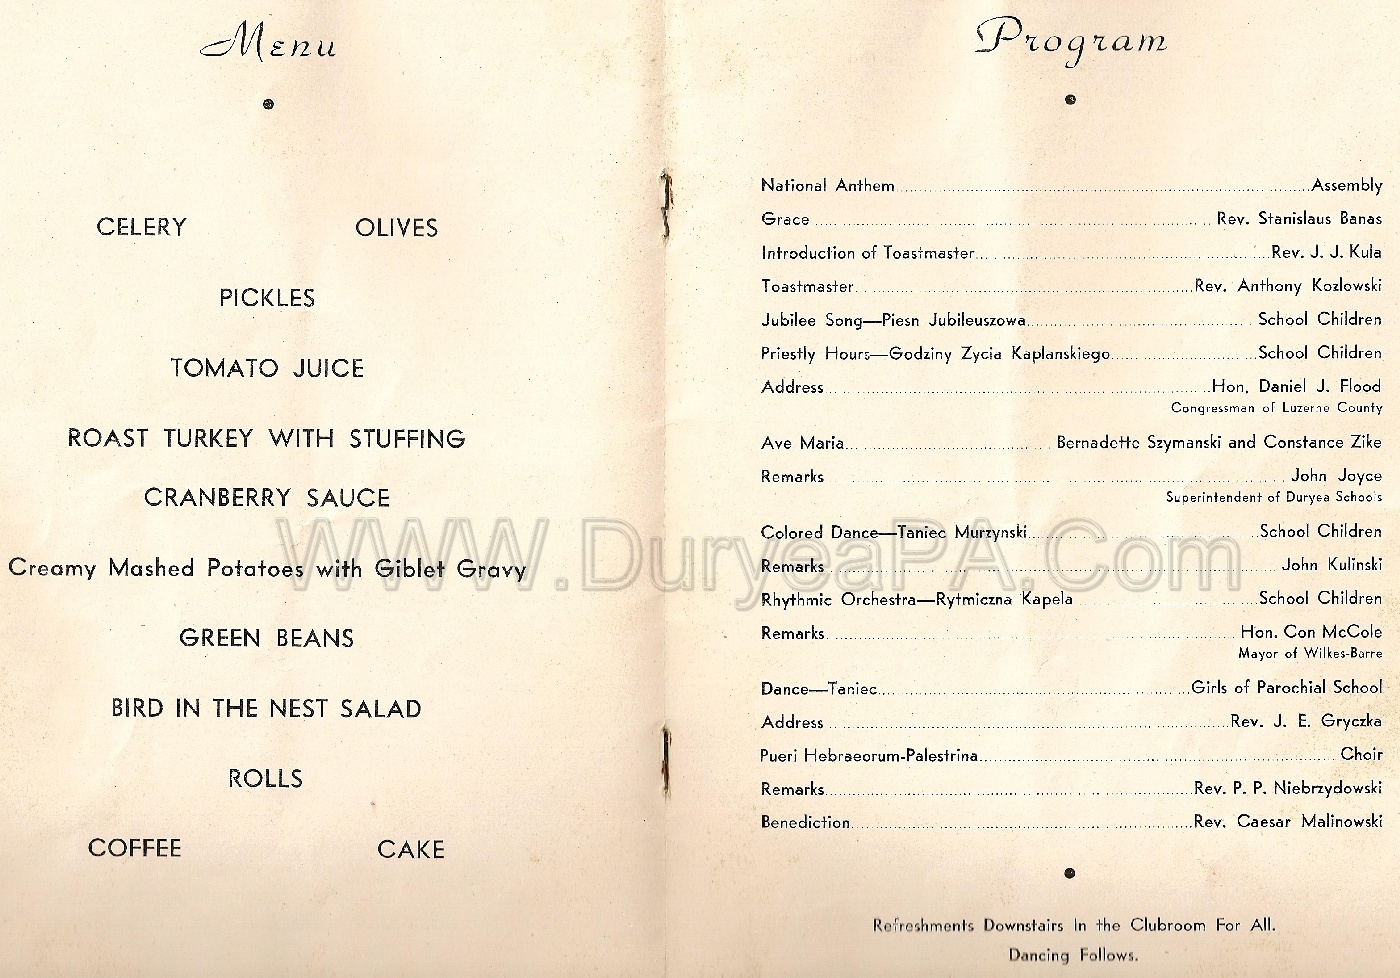 Menu
CELERY OLIVES
PICKLES
TOMATO JUICE
ROAST TURKEY WITH STUFFING
CRANBERRY SAUCE
Creamy Mashed Potatoes with Giblet Gravy
GREEN BEANS
BIRD IN THE NEST SALAD
ROLLS
COFFEE CAKE
Program
National Anthem Assembly
Grace Rev. Stanislaus Banas
Introduction of Toastmaster Rev. J. J. Kula
Toastmaster Rev. Anthony Kozlowski
Jubilee Song—Piesn Jubileuszowa School Children
Priestly Hours—Godziny Zycia Kaplanskiego School Children
Address Hon. Daniel J. Flood
Congressman of Luzerne County
Ave Maria Bernadette Szymanski and Constance Zike
Remarks John Joyce
Superintendent of Duryea Schools
Colored Dance—Taniec Murzynski School Children
Remarks John Kulinski
Rhythmic Orchestra—Rytmiczna Kapela School Children
Remarks Hon. Con McCole
Mayor of Wilkes-Barre
Dance—Taniec Girls of Parochial School
Address Rev. J. E. Gryczka
Pueri Hebraeorum-Palestrina Choir
Remarks Rev. P. P. Niebrzydowski
Benediction Rev. Caesar Malinowski
Refreshments Downstairs In the Clubroom For All.
Dancing Follows.
WWW.DuryeaPA.Com